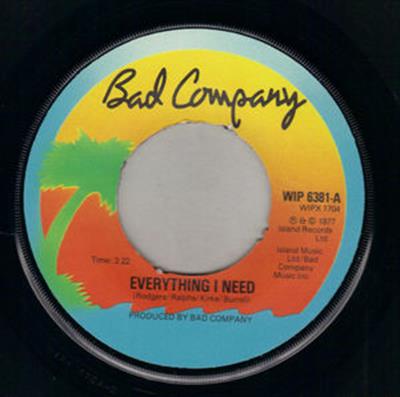 Bad Company
WIP 6381-A
WIPX 1704
℗ & © 1977
Island Records
Ltd
Island Music
Ltd/Bad
Company
Music Inc.
Time: 3.22
EVERYTHING I NEED
(Rodgers/Ralphs/Kirke/Burrell)
PRODUCED BY BAD COMPANY